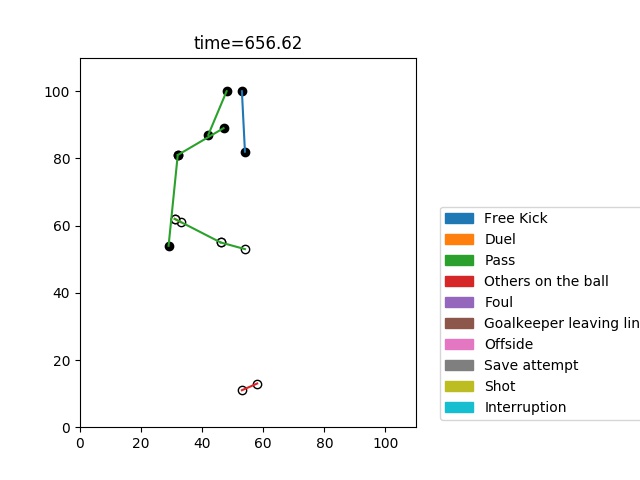 time=656.62
100
80
60
40
20
0
0 20 40 60 80 100
Free Kick
Duel
Pass
Others on the ball
Foul
Goalkeeper leaving lin
Offside
Save attempt
Shot
Interruption